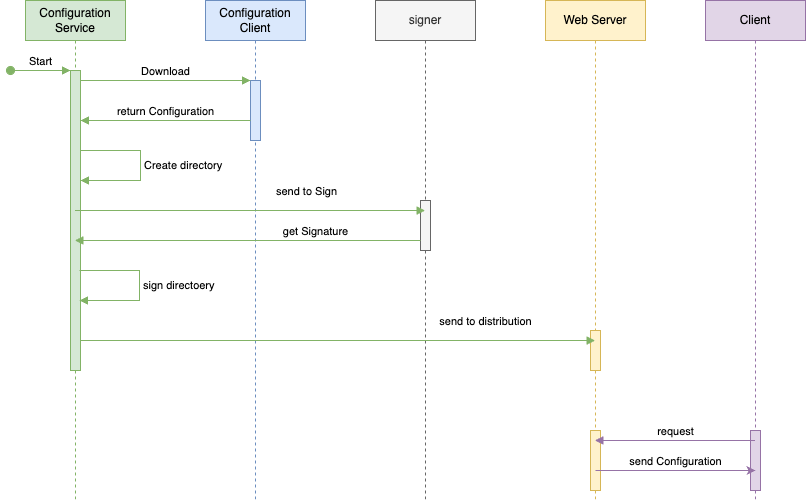 Configuration
Service
Configuration
Client
signer
Web Server
Client
Start
Download
return Configuration
Create directory
send to Sign
get Signature
sign directoery
send to distribution
request
send Configuration